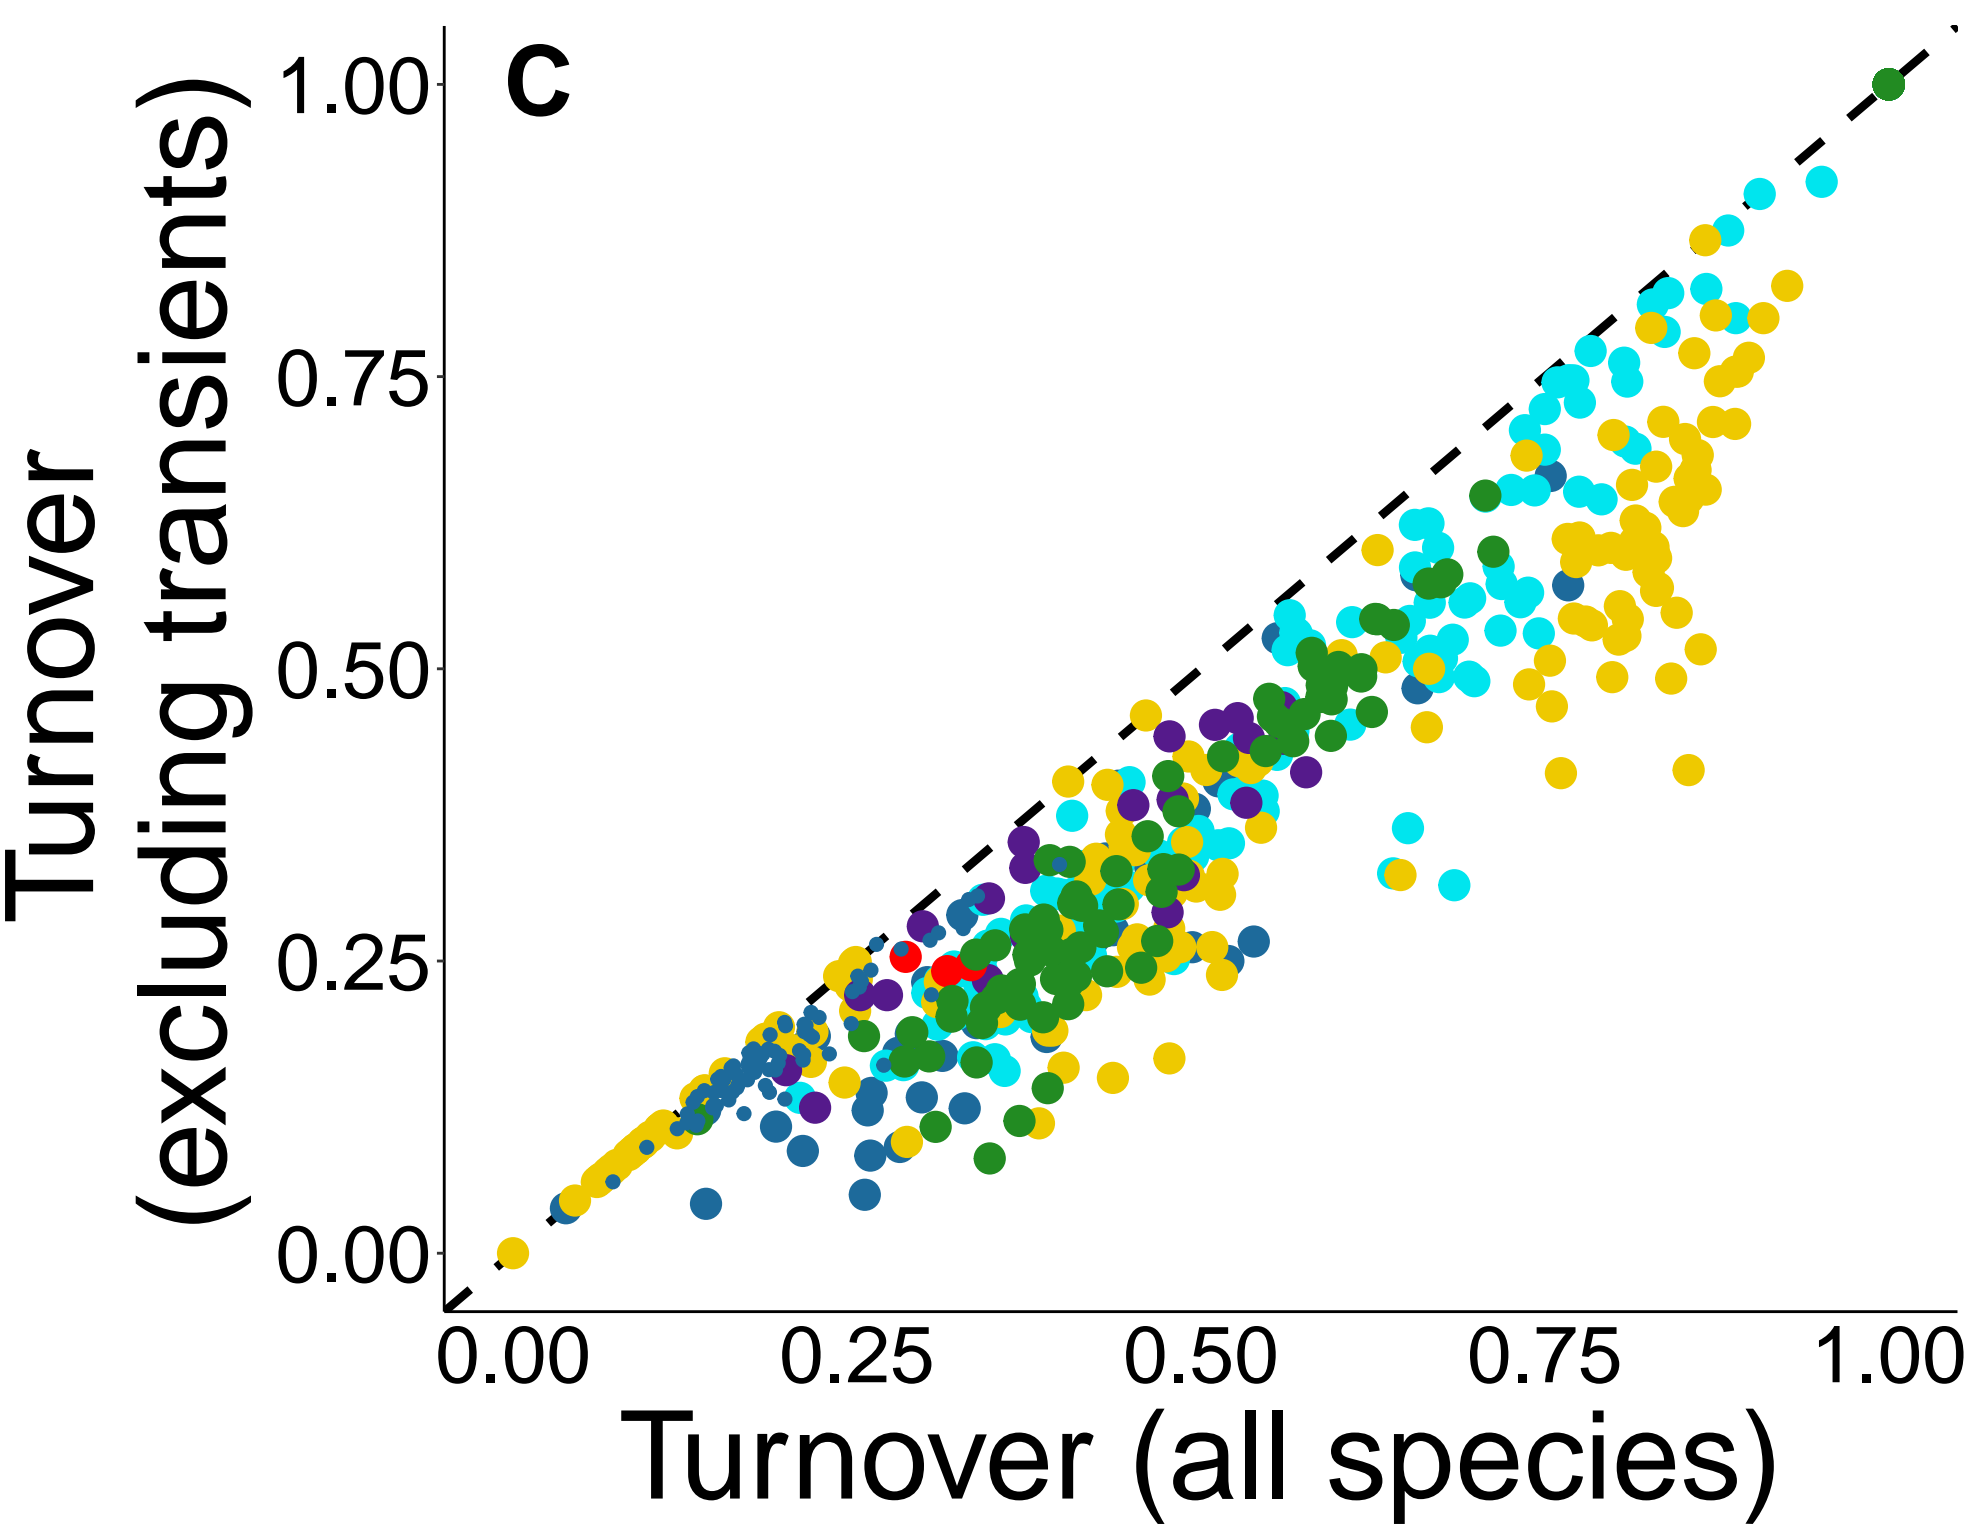 C
Turnover
(excluding transients)
1.00
0.75
0.50
0.25
0.00
0.00 0.25 0.50 0.75 1.00
Turnover (all species)